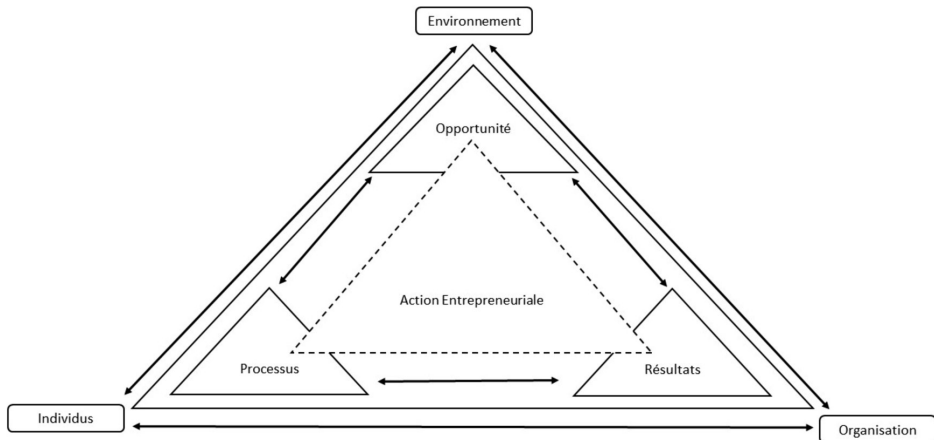 Environnement
Opportunité
Action Entrepreneuriale
Processus
Résultats
Individus
Organisation